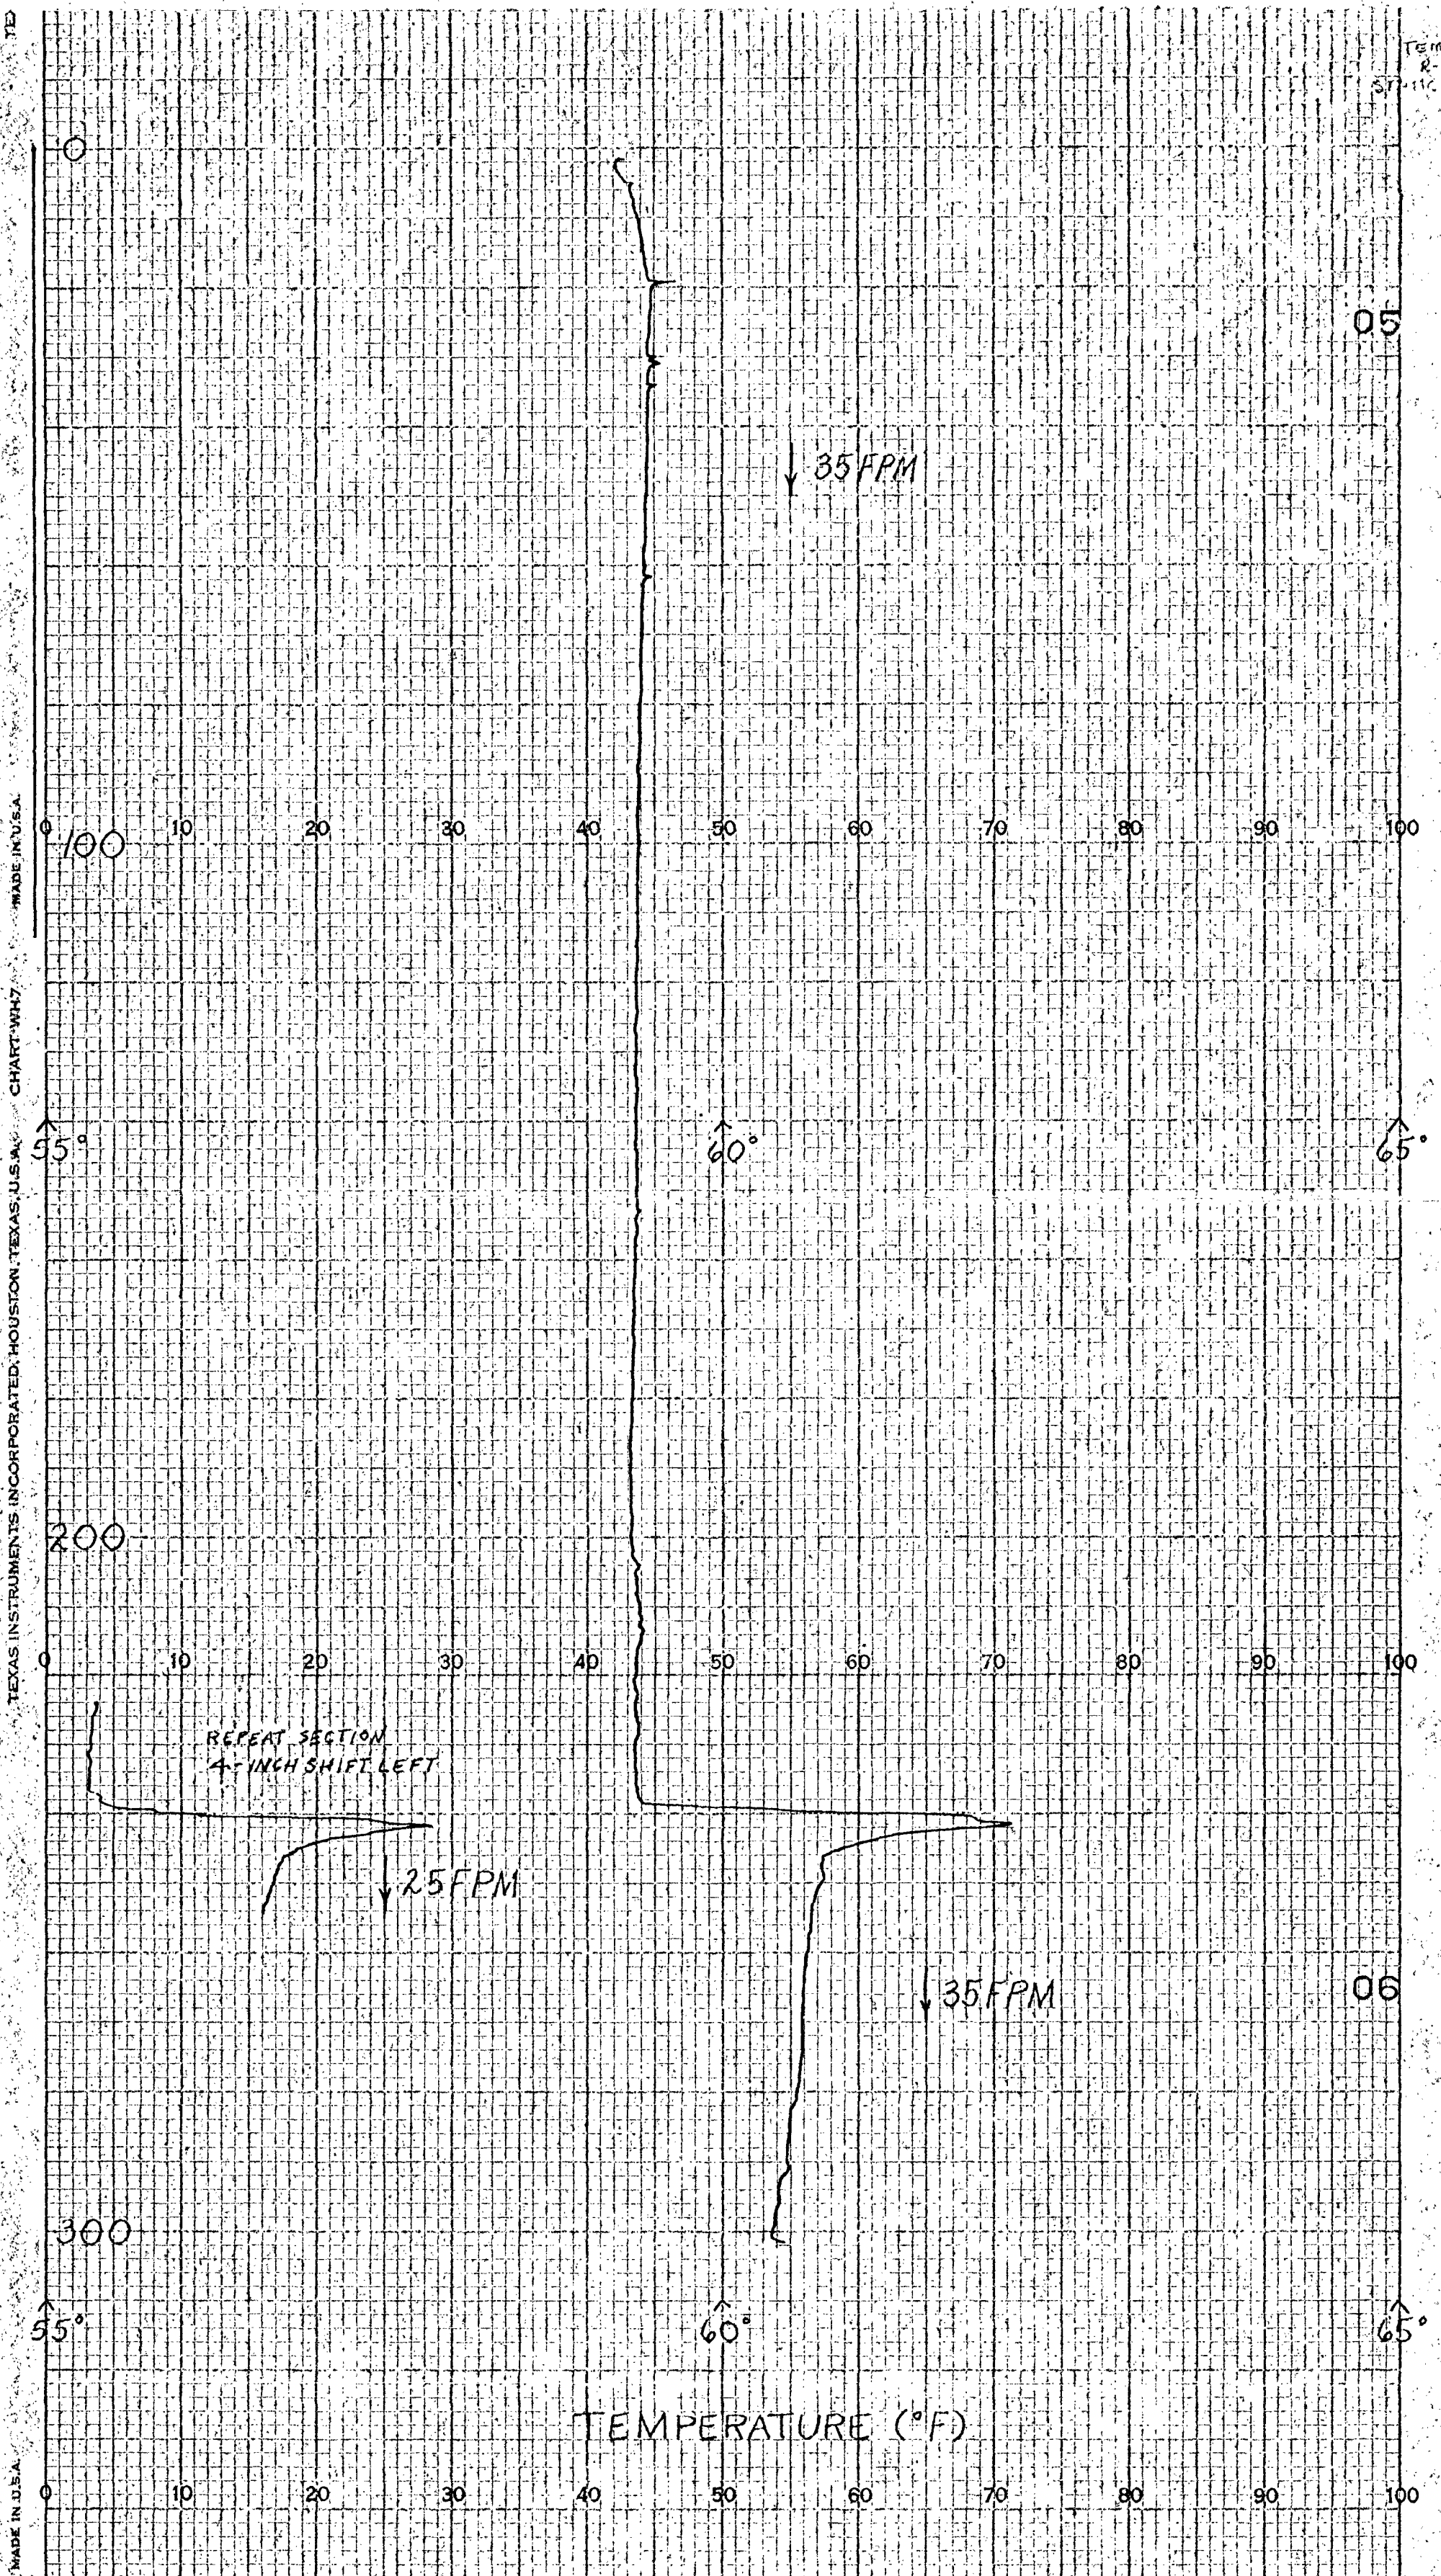 0
05
↓ 35 FPM
MADE IN U.S.A.
0 10 20 30 40 50 60 70 80 90 100
100
CHART WH7
55° 60° 65°
TEXAS INSTRUMENTS INCORPORATED, HOUSTON, TEXAS, U.S.A.
200
0 10 20 30 40 50 60 70 80 90 100
REPEAT SECTION
4-INCH SHIFT LEFT
↓ 25 FPM
↓ 35 FPM
06
300
55° 60° 65°
TEMPERATURE (°F)
MADE IN U.S.A.
0 10 20 30 40 50 60 70 80 90 100